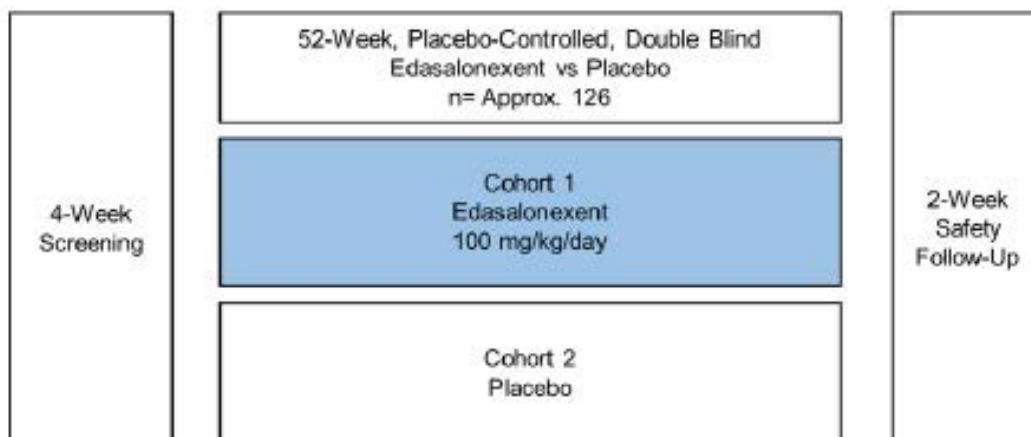 4-Week
Screening
52-Week, Placebo-Controlled, Double Blind
Edasalonexent vs Placebo
n= Approx. 126
Cohort 1
Edasalonexent
100 mg/kg/day
Cohort 2
Placebo
2-Week
Safety
Follow-Up